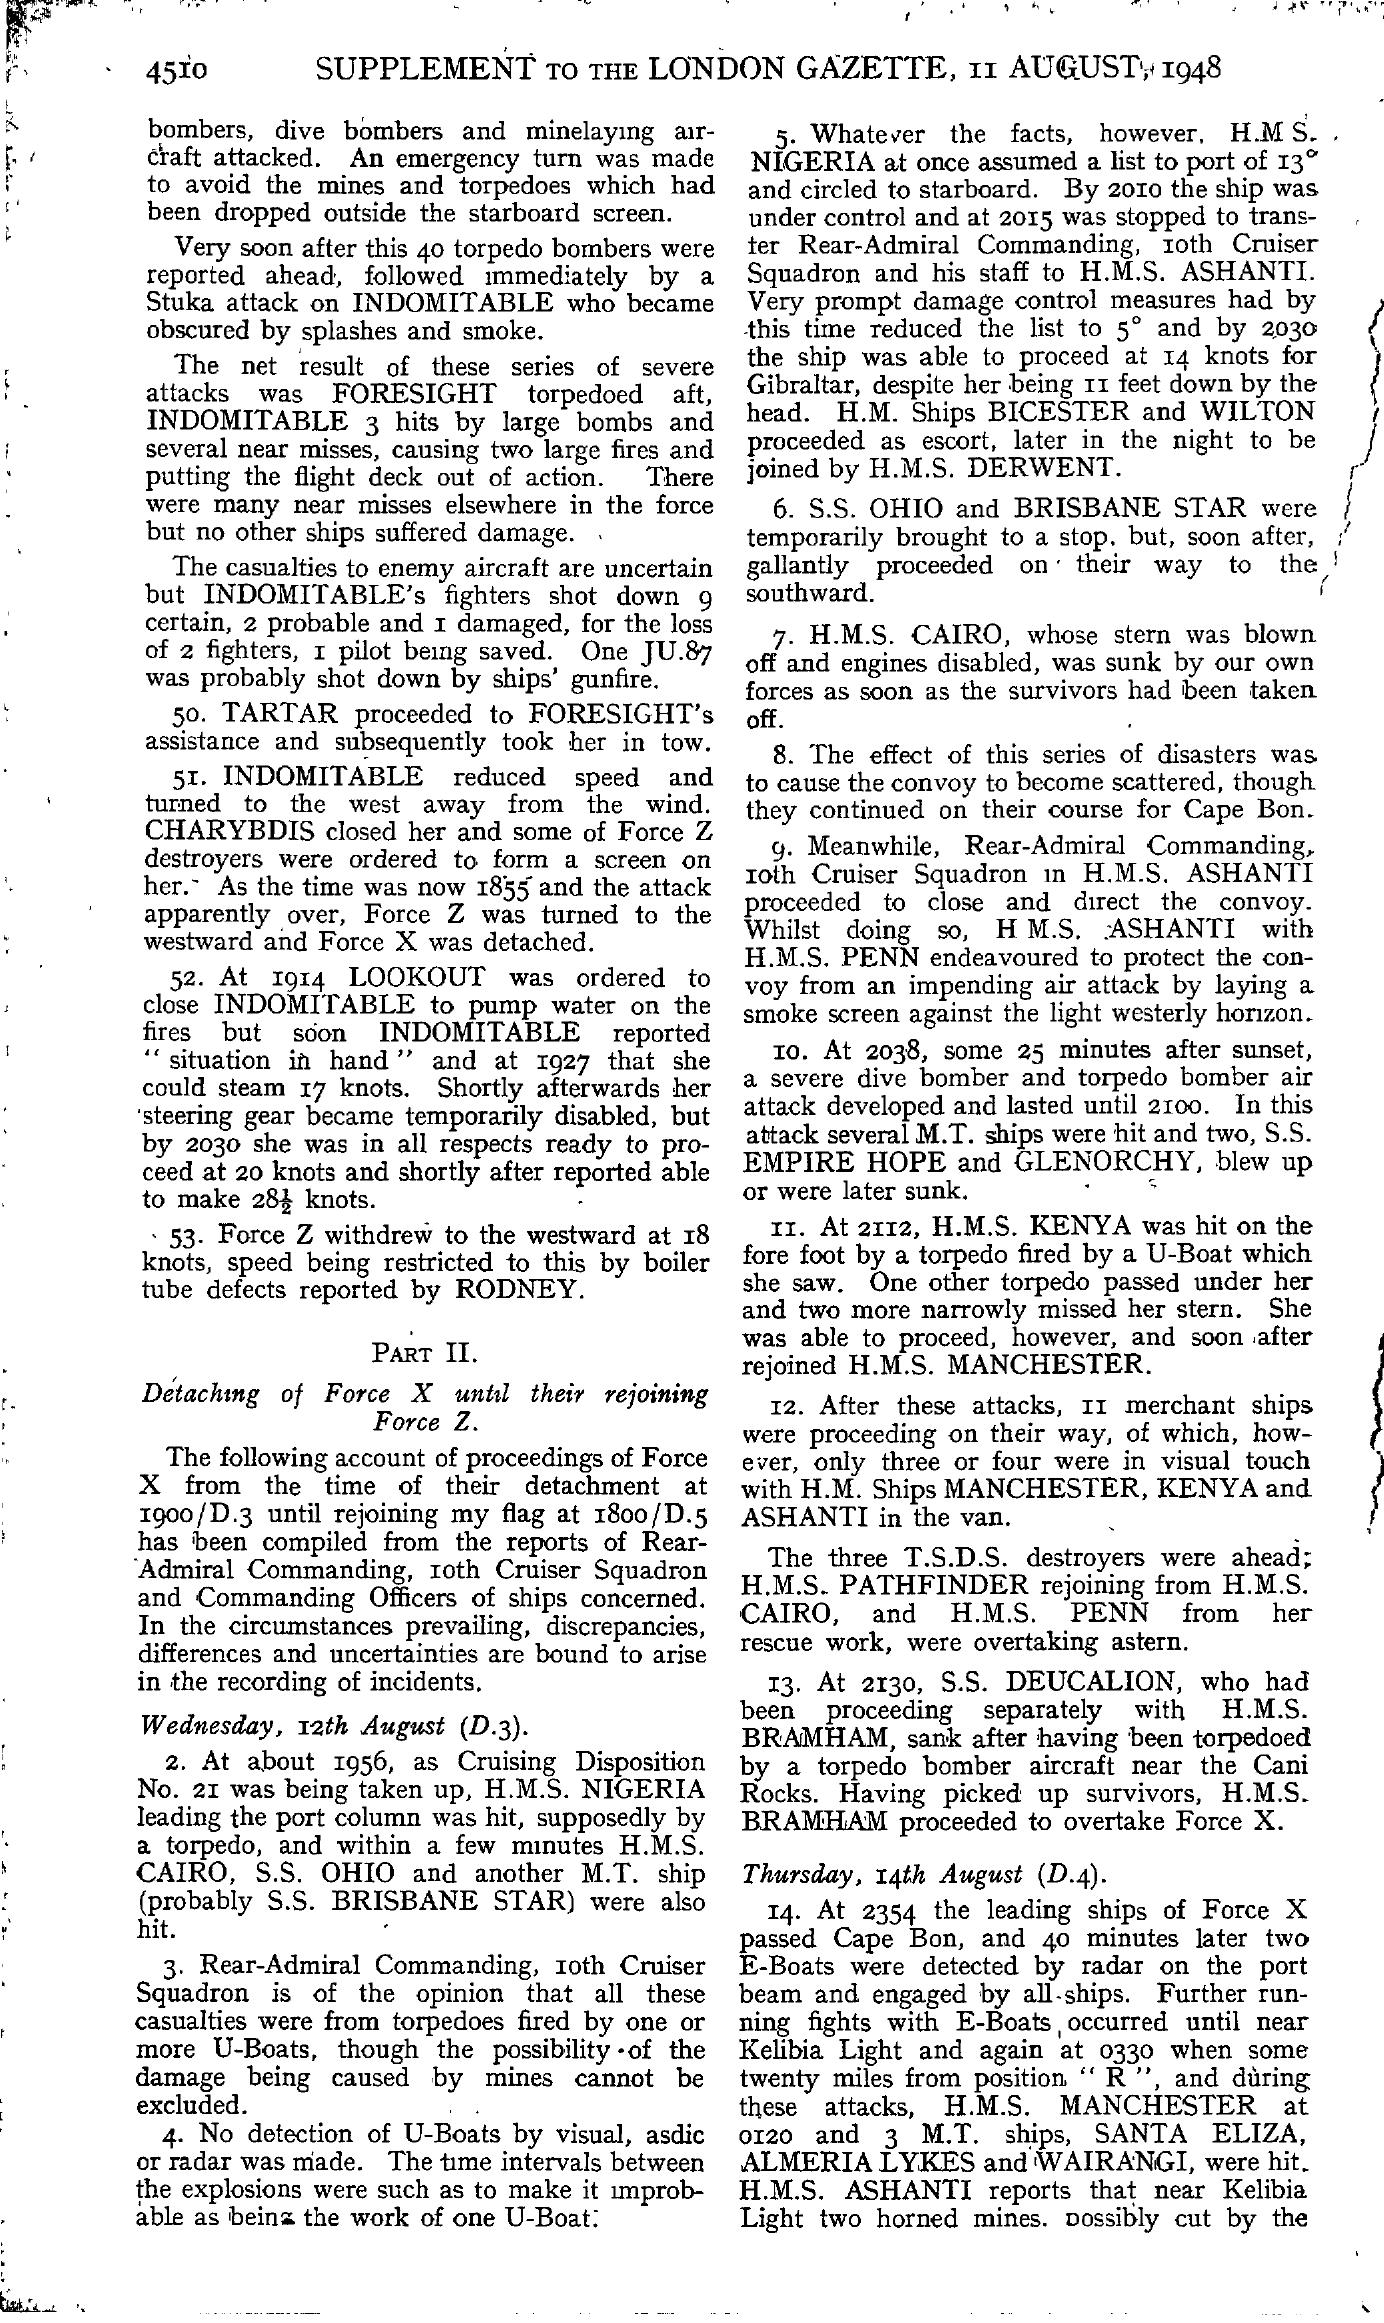 4510 SUPPLEMENT TO THE LONDON GAZETTE, 11 AUGUST, 1948
bombers, dive bombers and minelaying air-
craft attacked. An emergency turn was made
to avoid the mines and torpedoes which had
been dropped outside the starboard screen.
Very soon after this 40 torpedo bombers were
reported ahead, followed immediately by a
Stuka attack on INDOMITABLE who became
obscured by splashes and smoke.
The net result of these series of severe
attacks was FORESIGHT torpedoed aft,
INDOMITABLE 3 hits by large bombs and
several near misses, causing two large fires and
putting the flight deck out of action. There
were many near misses elsewhere in the force
but no other ships suffered damage.
The casualties to enemy aircraft are uncertain
but INDOMITABLE's fighters shot down 9
certain, 2 probable and 1 damaged, for the loss
of 2 fighters, 1 pilot being saved. One JU.87
was probably shot down by ships' gunfire.
50. TARTAR proceeded to FORESIGHT's
assistance and subsequently took her in tow.
51. INDOMITABLE reduced speed and
turned to the west away from the wind.
CHARYBDIS closed her and some of Force Z
destroyers were ordered to form a screen on
her. As the time was now 1855 and the attack
apparently over, Force Z was turned to the
westward and Force X was detached.
52. At 1914 LOOKOUT was ordered to
close INDOMITABLE to pump water on the
fires but soon INDOMITABLE reported
" situation in hand " and at 1927 that she
could steam 17 knots. Shortly afterwards her
steering gear became temporarily disabled, but
by 2030 she was in all respects ready to pro-
ceed at 20 knots and shortly after reported able
to make 28½ knots.
53. Force Z withdrew to the westward at 18
knots, speed being restricted to this by boiler
tube defects reported by RODNEY.
PART II.
Detaching of Force X until their rejoining
Force Z.
The following account of proceedings of Force
X from the time of their detachment at
1900/D.3 until rejoining my flag at 1800/D.5
has been compiled from the reports of Rear-
Admiral Commanding, 10th Cruiser Squadron
and Commanding Officers of ships concerned.
In the circumstances prevailing, discrepancies,
differences and uncertainties are bound to arise
in the recording of incidents.
Wednesday, 12th August (D.3).
2. At about 1956, as Cruising Disposition
No. 21 was being taken up, H.M.S. NIGERIA
leading the port column was hit, supposedly by
a torpedo, and within a few minutes H.M.S.
CAIRO, S.S. OHIO and another M.T. ship
(probably S.S. BRISBANE STAR) were also
hit.
3. Rear-Admiral Commanding, 10th Cruiser
Squadron is of the opinion that all these
casualties were from torpedoes fired by one or
more U-Boats, though the possibility of the
damage being caused by mines cannot be
excluded.
4. No detection of U-Boats by visual, asdic
or radar was made. The time intervals between
the explosions were such as to make it improb-
able as being the work of one U-Boat.
5. Whatever the facts, however, H.M S.
NIGERIA at once assumed a list to port of 13°
and circled to starboard. By 2010 the ship was
under control and at 2015 was stopped to trans-
fer Rear-Admiral Commanding, 10th Cruiser
Squadron and his staff to H.M.S. ASHANTI.
Very prompt damage control measures had by
this time reduced the list to 5° and by 2030
the ship was able to proceed at 14 knots for
Gibraltar, despite her being 11 feet down by the
head. H.M. Ships BICESTER and WILTON
proceeded as escort, later in the night to be
joined by H.M.S. DERWENT.
6. S.S. OHIO and BRISBANE STAR were
temporarily brought to a stop, but, soon after,
gallantly proceeded on their way to the
southward.
7. H.M.S. CAIRO, whose stern was blown
off and engines disabled, was sunk by our own
forces as soon as the survivors had been taken
off.
8. The effect of this series of disasters was
to cause the convoy to become scattered, though
they continued on their course for Cape Bon.
9. Meanwhile, Rear-Admiral Commanding,
10th Cruiser Squadron in H.M.S. ASHANTI
proceeded to close and direct the convoy.
Whilst doing so, H M.S. ASHANTI with
H.M.S. PENN endeavoured to protect the con-
voy from an impending air attack by laying a
smoke screen against the light westerly horizon.
10. At 2038, some 25 minutes after sunset,
a severe dive bomber and torpedo bomber air
attack developed and lasted until 2100. In this
attack several M.T. ships were hit and two, S.S.
EMPIRE HOPE and GLENORCHY, blew up
or were later sunk.
11. At 2112, H.M.S. KENYA was hit on the
fore foot by a torpedo fired by a U-Boat which
she saw. One other torpedo passed under her
and two more narrowly missed her stern. She
was able to proceed, however, and soon after
rejoined H.M.S. MANCHESTER.
12. After these attacks, 11 merchant ships
were proceeding on their way, of which, how-
ever, only three or four were in visual touch
with H.M. Ships MANCHESTER, KENYA and
ASHANTI in the van.
The three T.S.D.S. destroyers were ahead;
H.M.S. PATHFINDER rejoining from H.M.S.
CAIRO, and H.M.S. PENN from her
rescue work, were overtaking astern.
13. At 2130, S.S. DEUCALION, who had
been proceeding separately with H.M.S.
BRAMHAM, sank after having been torpedoed
by a torpedo bomber aircraft near the Cani
Rocks. Having picked up survivors, H.M.S.
BRAMHAM proceeded to overtake Force X.
Thursday, 14th August (D.4).
14. At 2354 the leading ships of Force X
passed Cape Bon, and 40 minutes later two
E-Boats were detected by radar on the port
beam and engaged by all ships. Further run-
ning fights with E-Boats occurred until near
Kelibia Light and again at 0330 when some
twenty miles from position " R ", and during
these attacks, H.M.S. MANCHESTER at
0120 and 3 M.T. ships, SANTA ELIZA,
ALMERIA LYKES and WAIRANGI, were hit.
H.M.S. ASHANTI reports that near Kelibia
Light two horned mines, possibly cut by the